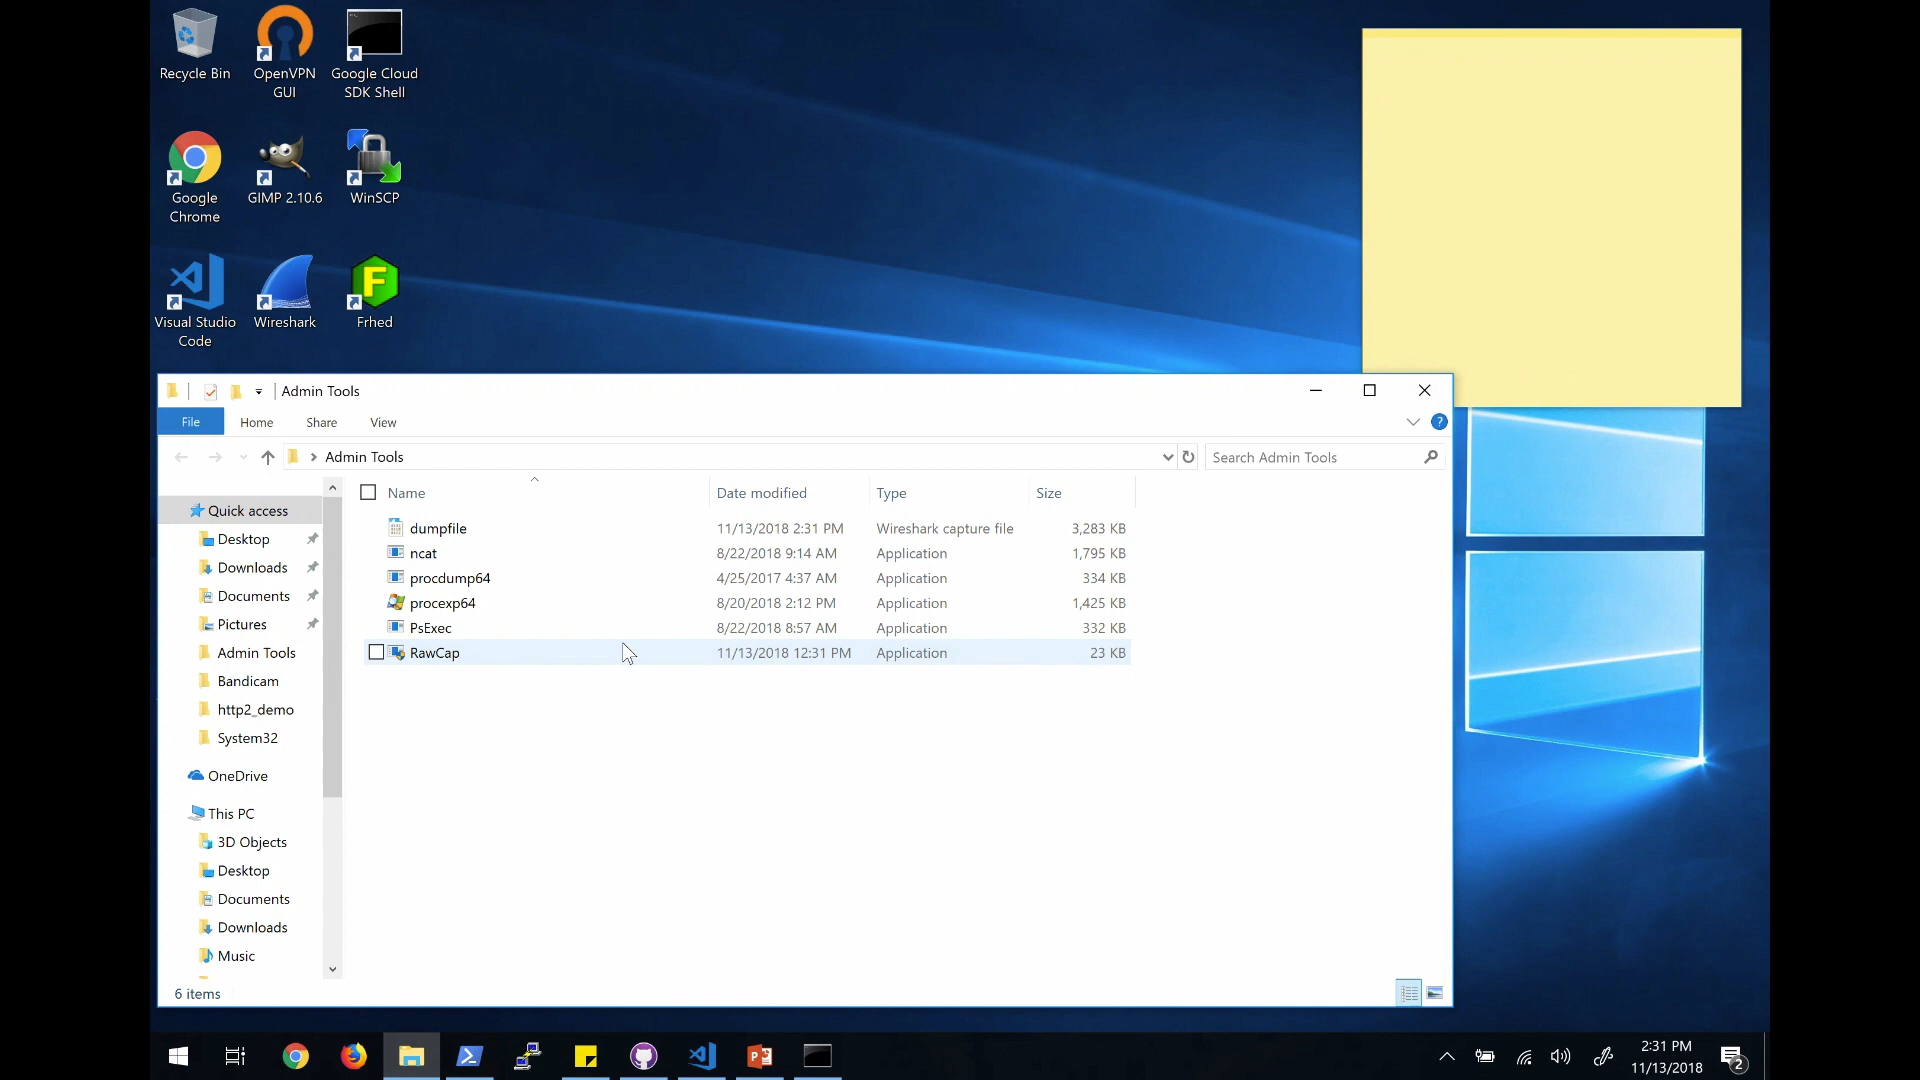 Recycle Bin
OpenVPN
GUI
Google Cloud
SDK Shell
Google
Chrome
GIMP 2.10.6
WinSCP
Visual Studio
Code
Wireshark
F
Frhed
Admin Tools
File Home Share View
?
Admin Tools
Search Admin Tools
Name Date modified Type Size
dumpfile 11/13/2018 2:31 PM Wireshark capture file 3,283 KB
ncat 8/22/2018 9:14 AM Application 1,795 KB
procdump64 4/25/2017 4:37 AM Application 334 KB
procexp64 8/20/2018 2:12 PM Application 1,425 KB
PsExec 8/22/2018 8:57 AM Application 332 KB
RawCap 11/13/2018 12:31 PM Application 23 KB
Quick access
Desktop
Downloads
Documents
Pictures
Admin Tools
Bandicam
http2_demo
System32
OneDrive
This PC
3D Objects
Desktop
Documents
Downloads
Music
6 items
2:31 PM
11/13/2018
2